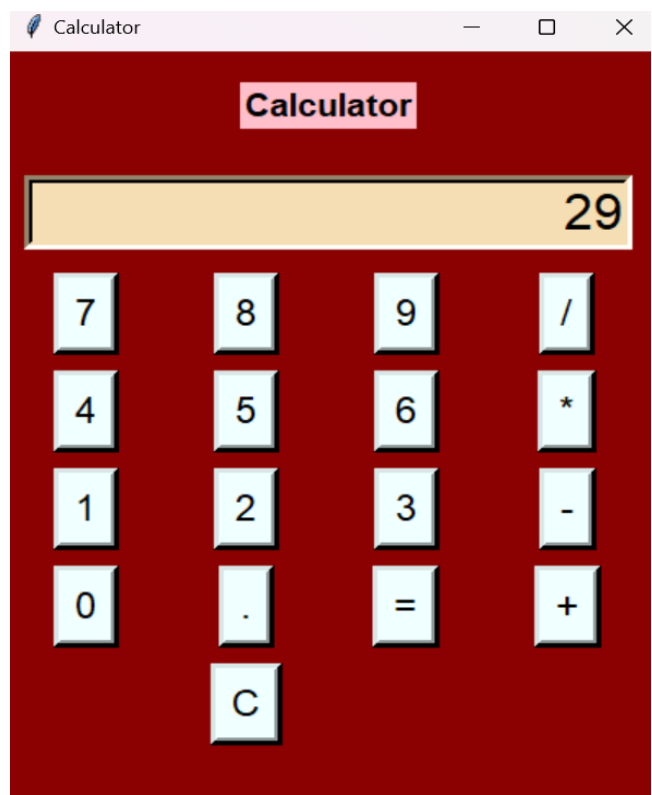 Calculator
Calculator
29
7 8 9 /
4 5 6 *
1 2 3 -
0 . = +
C